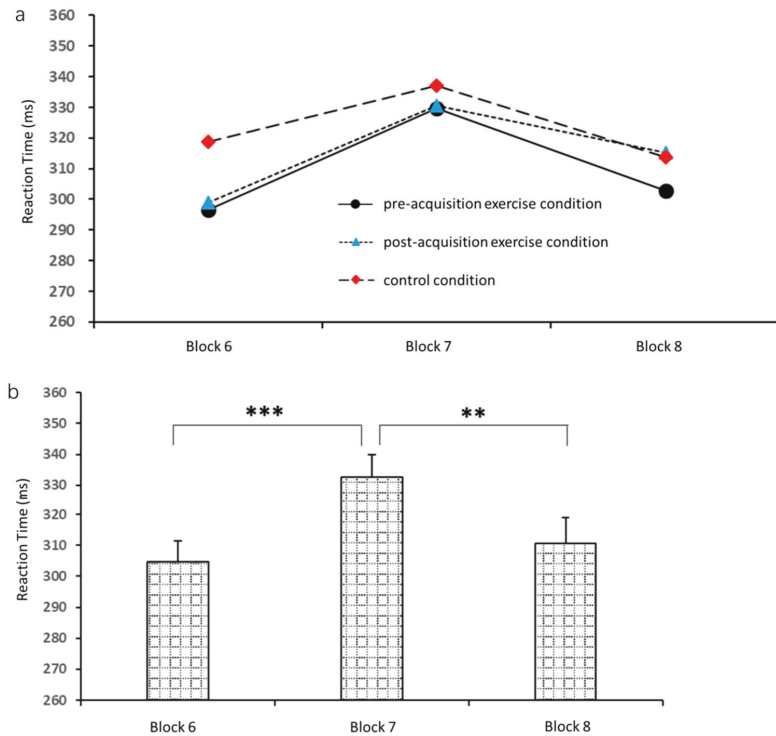 a
360
350
340
330
320
310
300
290
280
270
260
Reaction Time (ms)
pre-acquisition exercise condition
post-acquisition exercise condition
control condition
Block 6 Block 7 Block 8
b
360
350
340
330
320
310
300
290
280
270
260
Reaction Time (ms)
*** **
Block 6 Block 7 Block 8